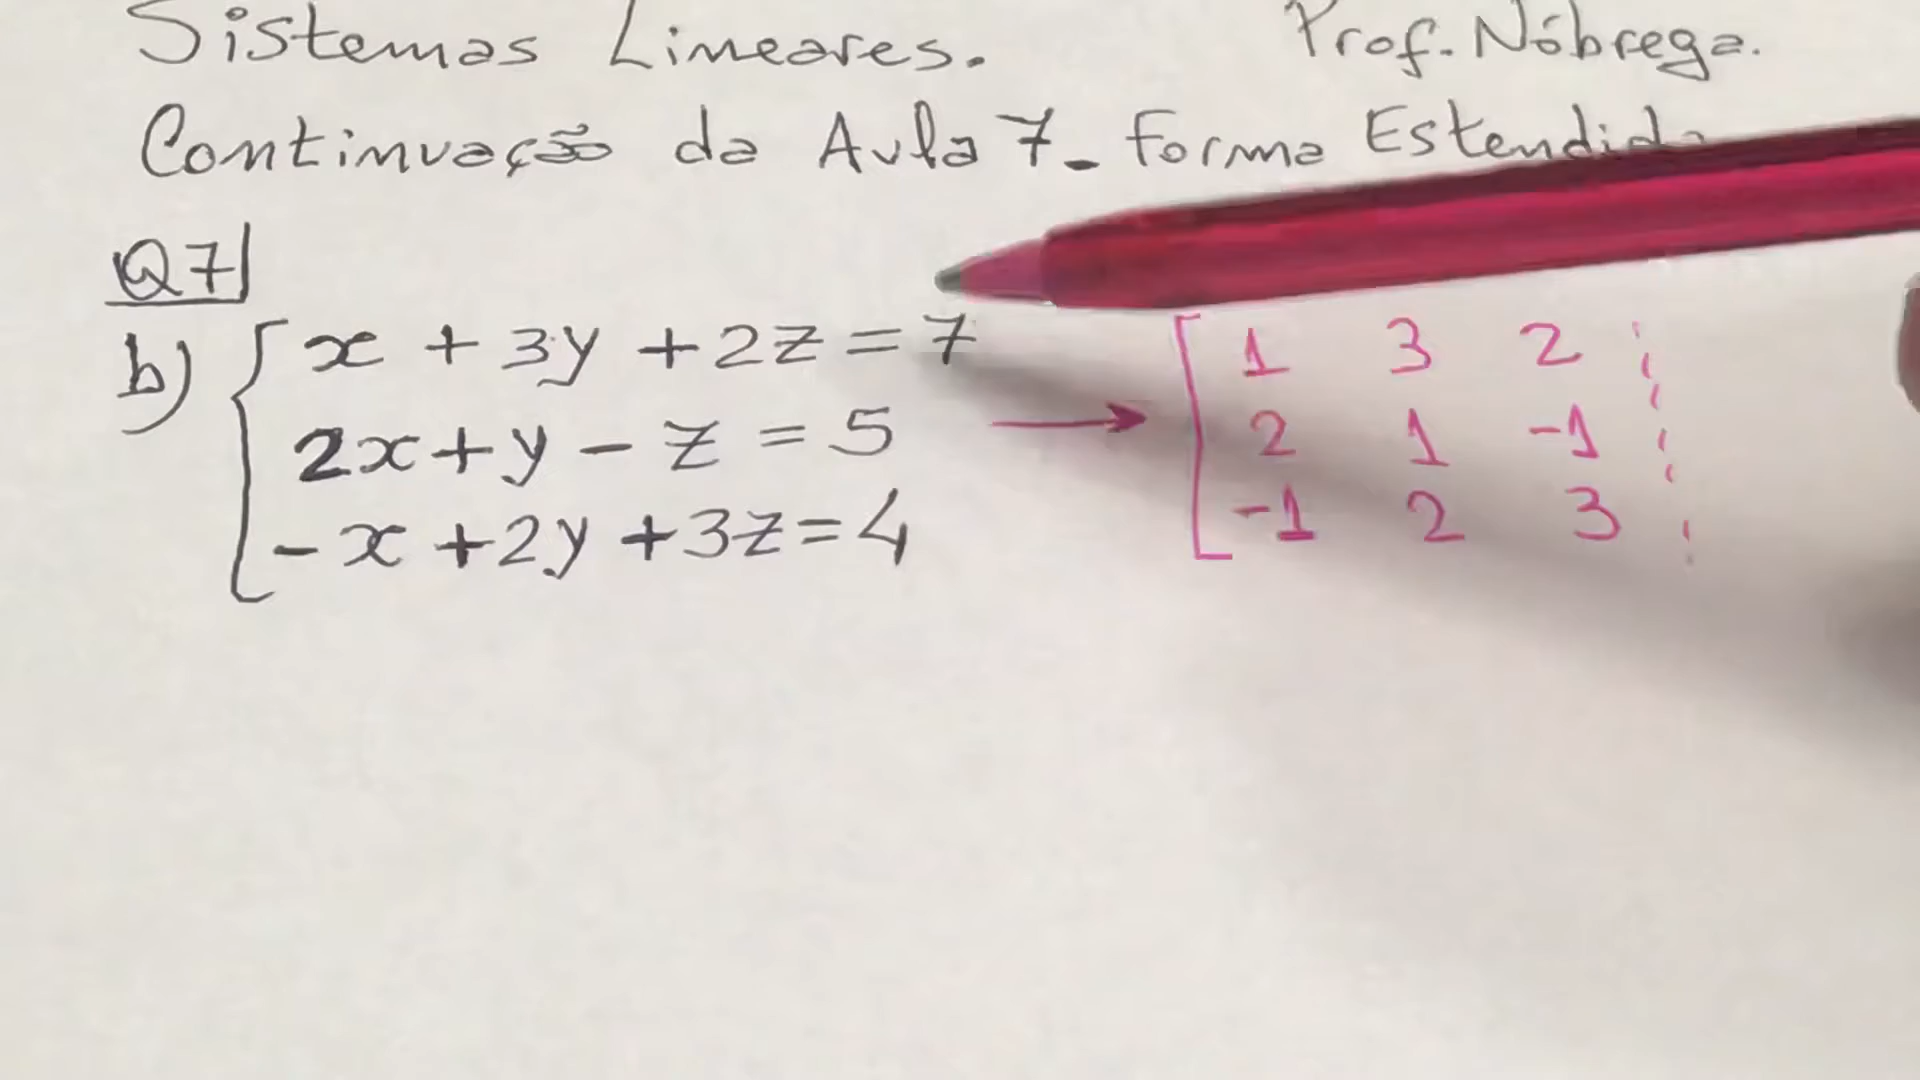 Sistemas Lineares. Prof. Nóbrega.
Continuação da Aula 7. Forma Estendida
Q7
b) { x + 3y + 2z = 7 → [ 1 3 2
2x + y - z = 5 2 1 -1
-x + 2y + 3z = 4 -1 2 3